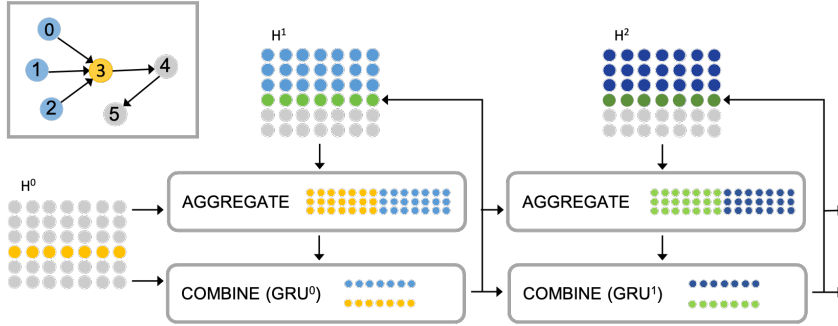 0
1
2
3
4
5
H¹
H²
H⁰
AGGREGATE
AGGREGATE
COMBINE (GRU⁰)
COMBINE (GRU¹)